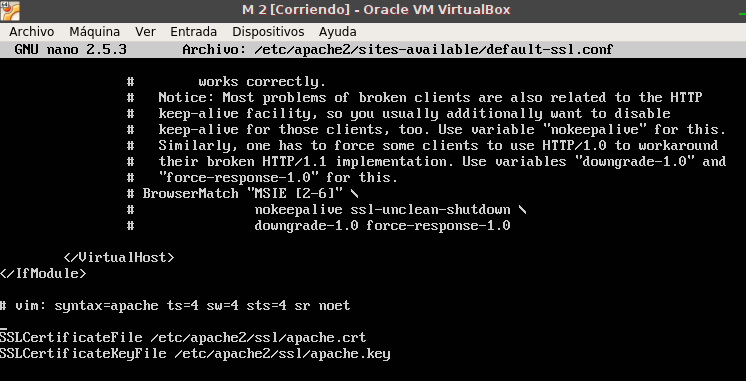 M 2 [Corriendo] - Oracle VM VirtualBox
Archivo Máquina Ver Entrada Dispositivos Ayuda
GNU nano 2.5.3 Archivo: /etc/apache2/sites-available/default-ssl.conf
# works correctly.
# Notice: Most problems of broken clients are also related to the HTTP
# keep-alive facility, so you usually additionally want to disable
# keep-alive for those clients, too. Use variable "nokeepalive" for this.
# Similarly, one has to force some clients to use HTTP/1.0 to workaround
# their broken HTTP/1.1 implementation. Use variables "downgrade-1.0" and
# "force-response-1.0" for this.
# BrowserMatch "MSIE [2-6]" \
# nokeepalive ssl-unclean-shutdown \
# downgrade-1.0 force-response-1.0
</VirtualHost>
</IfModule>
# vim: syntax=apache ts=4 sw=4 sts=4 sr noet
SSLCertificateFile /etc/apache2/ssl/apache.crt
SSLCertificateKeyFile /etc/apache2/ssl/apache.key